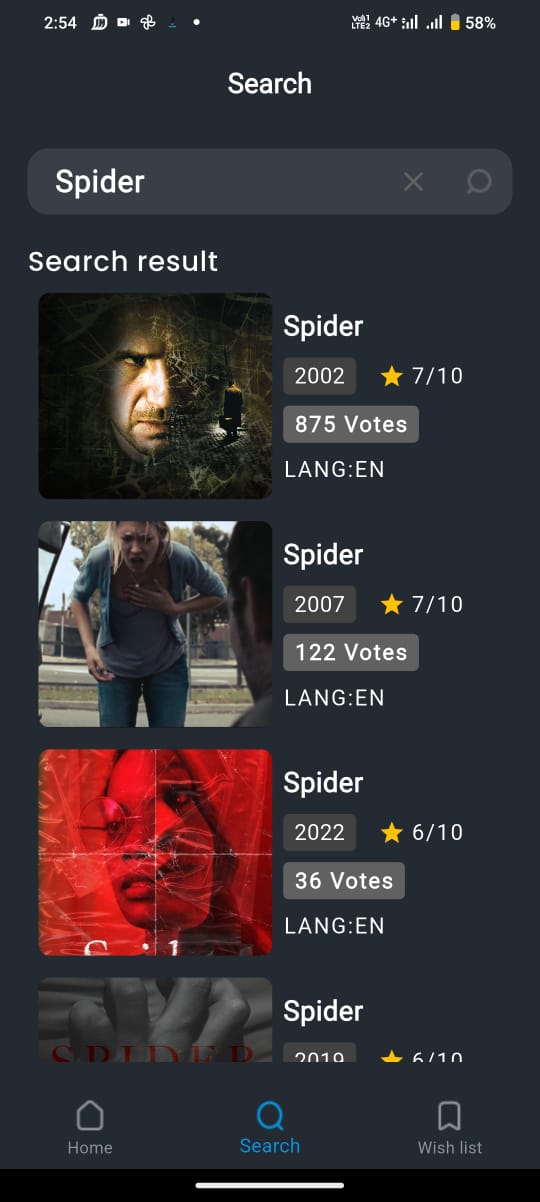 2:54
Vo)) 1
LTE2
4G+
58%
Search
Spider
Search result
Spider
2002
7/10
875 Votes
LANG:EN
Spider
2007
7/10
122 Votes
LANG:EN
Spider
2022
6/10
36 Votes
LANG:EN
Spider
SPIDER
2019
6/10
Home
Search
Wish list